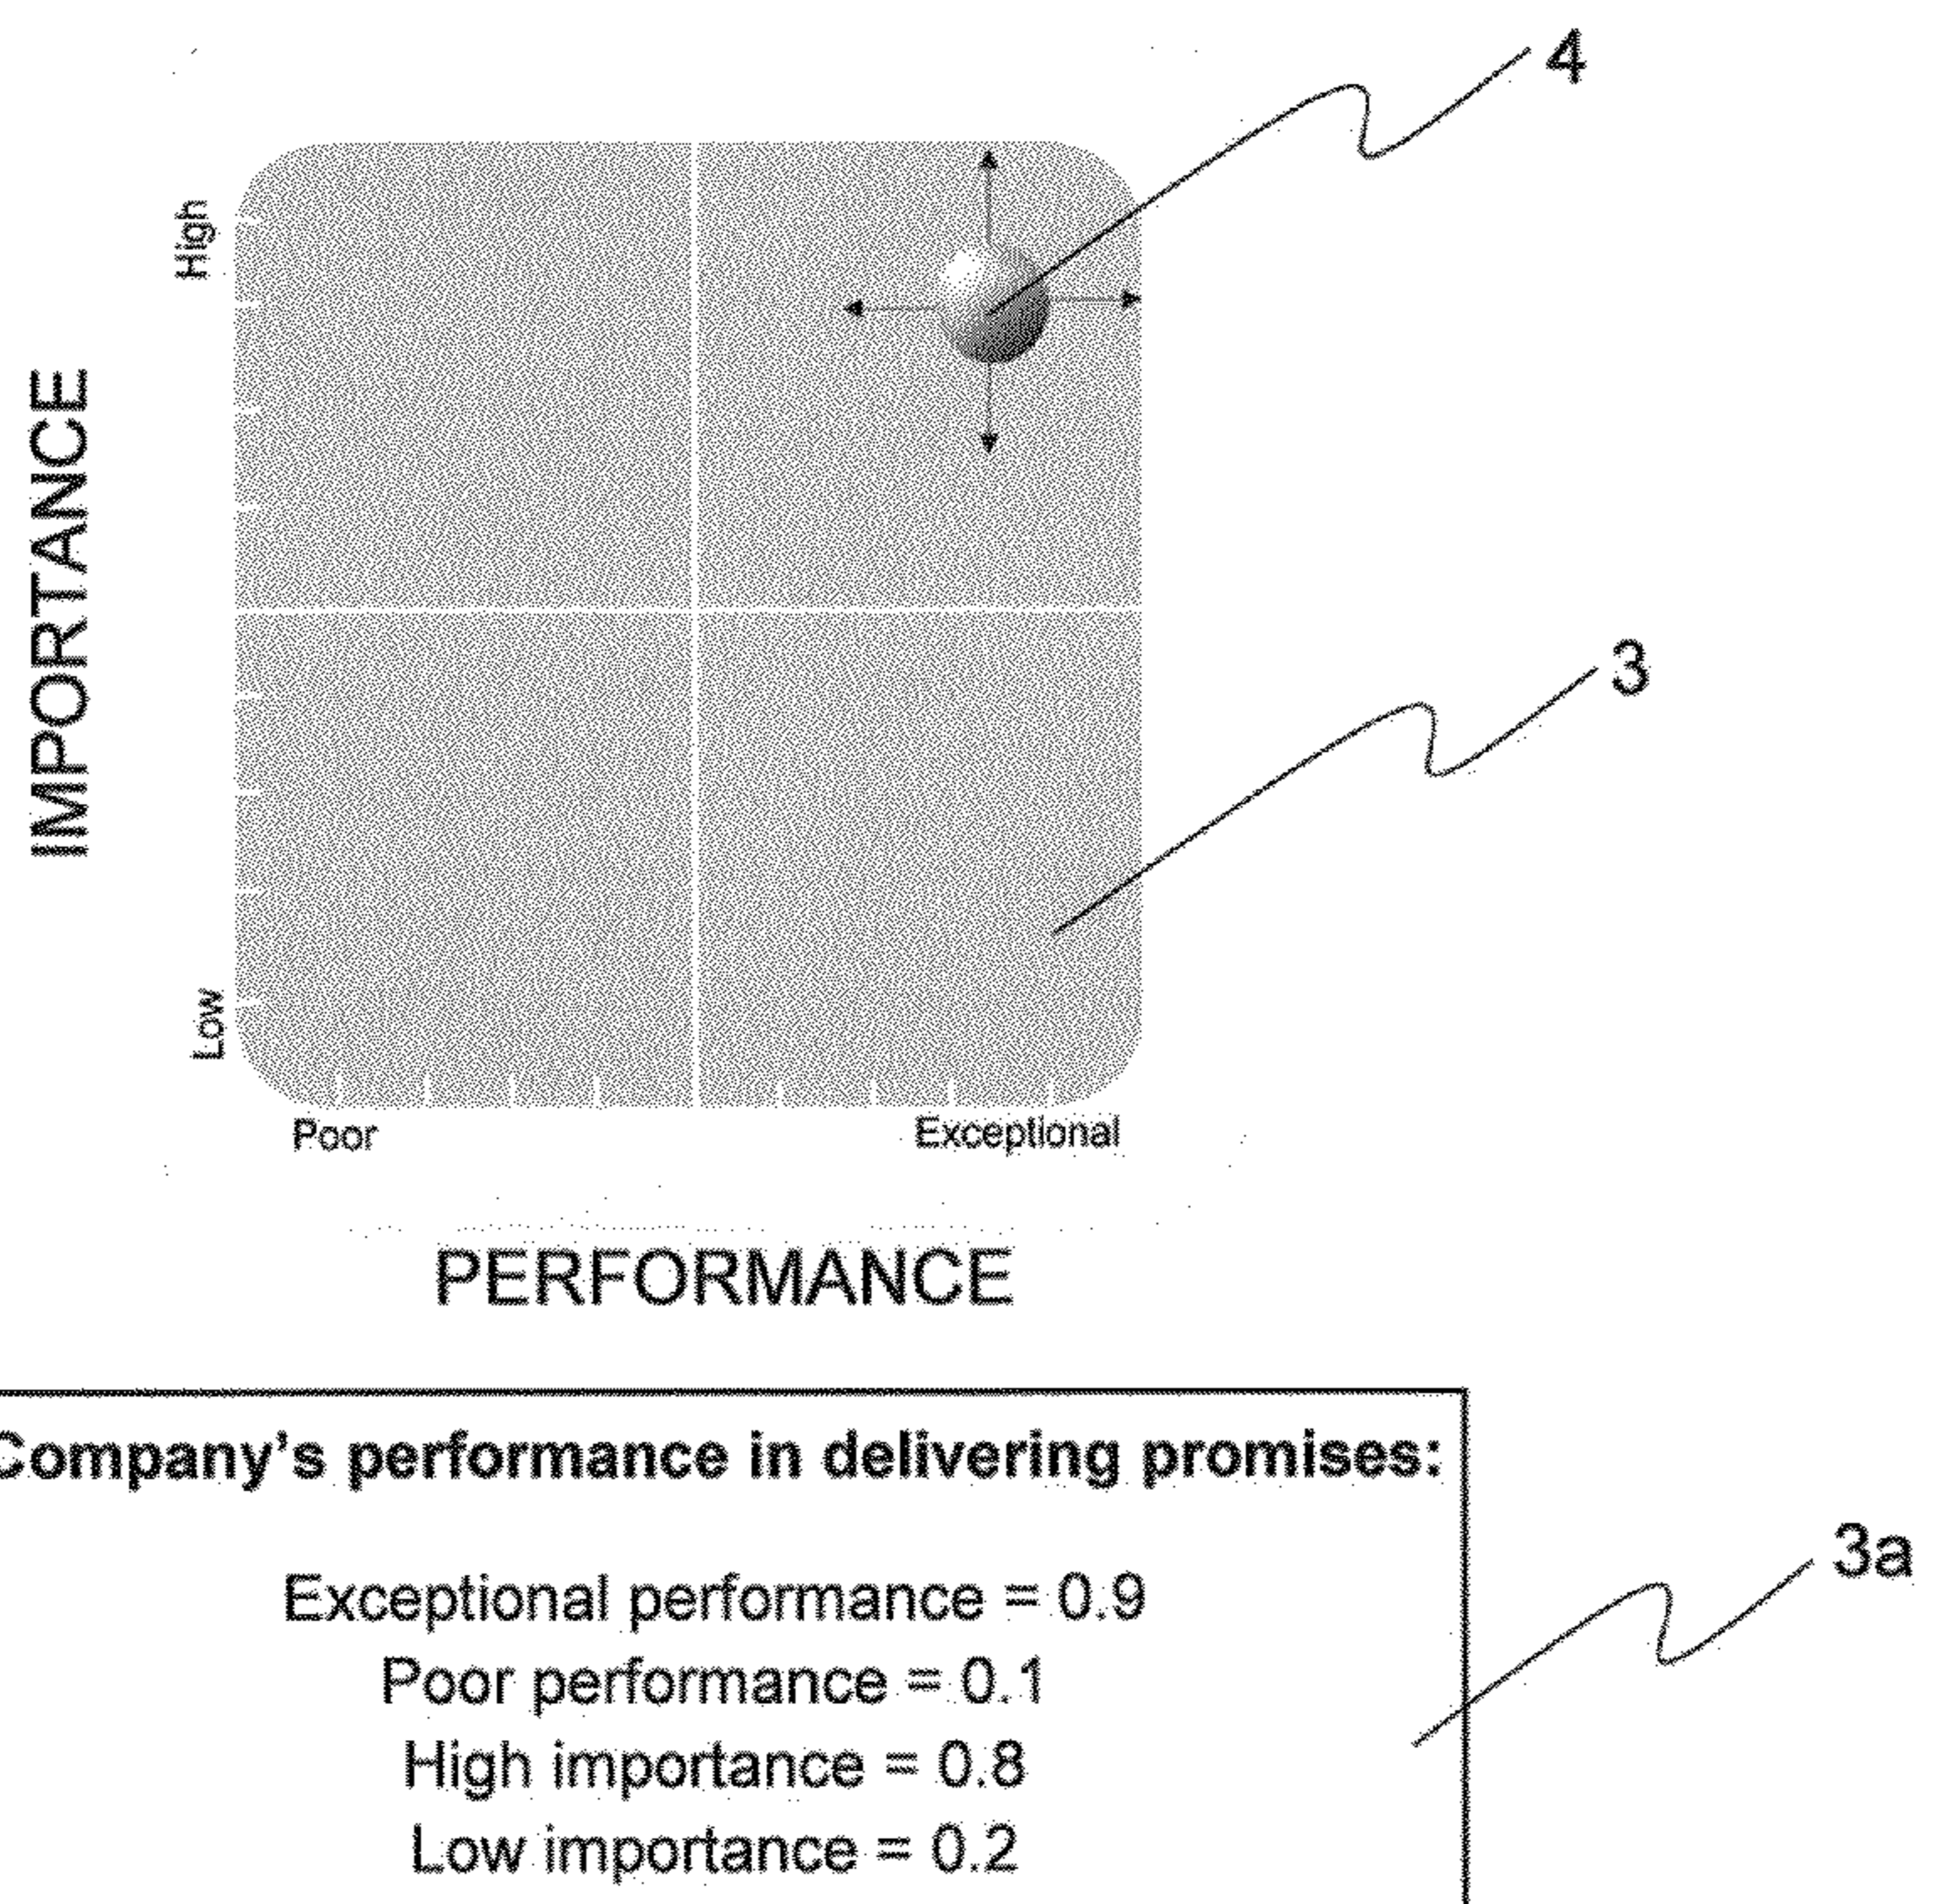 4
High
IMPORTANCE
3
Low
Poor
Exceptional
PERFORMANCE
Company's performance in delivering promises:
3a
Exceptional performance = 0.9
Poor performance = 0.1
High importance = 0.8
Low importance = 0.2